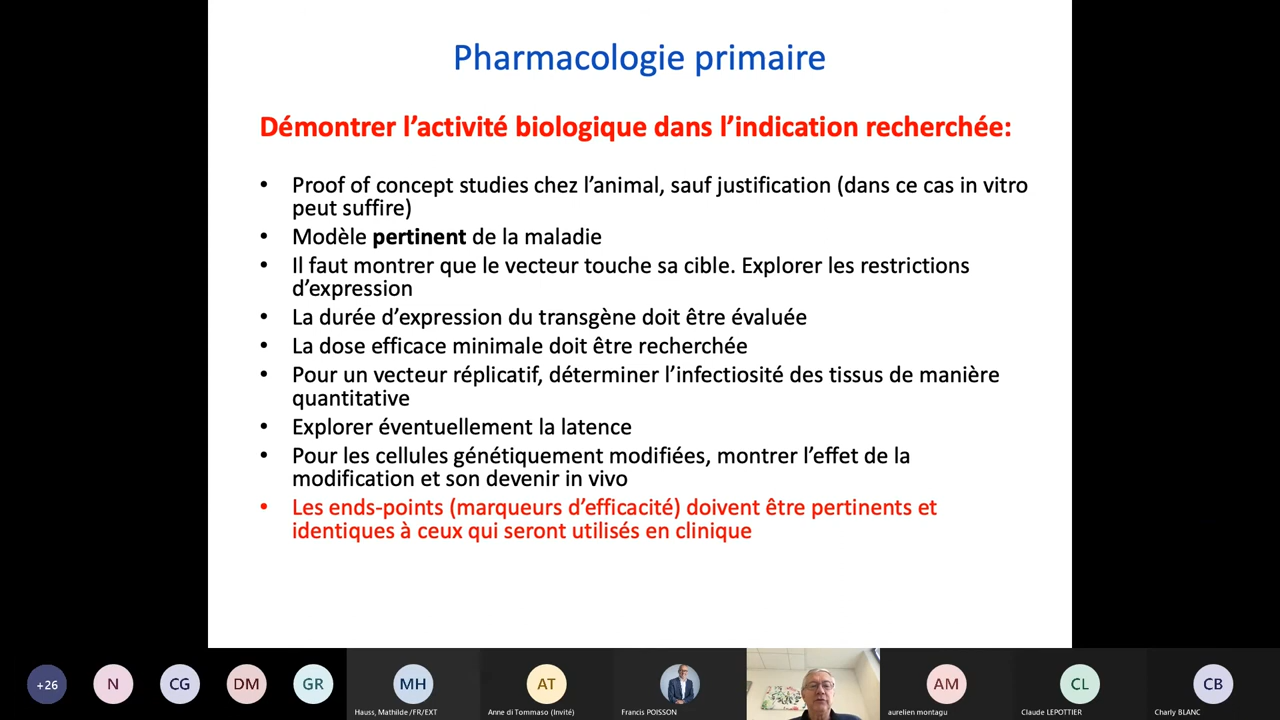 Pharmacologie primaire
Démontrer l’activité biologique dans l’indication recherchée:
• Proof of concept studies chez l’animal, sauf justification (dans ce cas in vitro
peut suffire)
• Modèle pertinent de la maladie
• Il faut montrer que le vecteur touche sa cible. Explorer les restrictions
d’expression
• La durée d’expression du transgène doit être évaluée
• La dose efficace minimale doit être recherchée
• Pour un vecteur réplicatif, déterminer l’infectiosité des tissus de manière
quantitative
• Explorer éventuellement la latence
• Pour les cellules génétiquement modifiées, montrer l’effet de la
modification et son devenir in vivo
• Les ends-points (marqueurs d’efficacité) doivent être pertinents et
identiques à ceux qui seront utilisés en clinique
+26 N CG DM GR MH AT AM CL CB
Hauss, Mathilde /FR/EXT Anne di Tommaso (Invité) Francis POISSON aurelien montagu Claude LEPOTTIER Charly BLANC